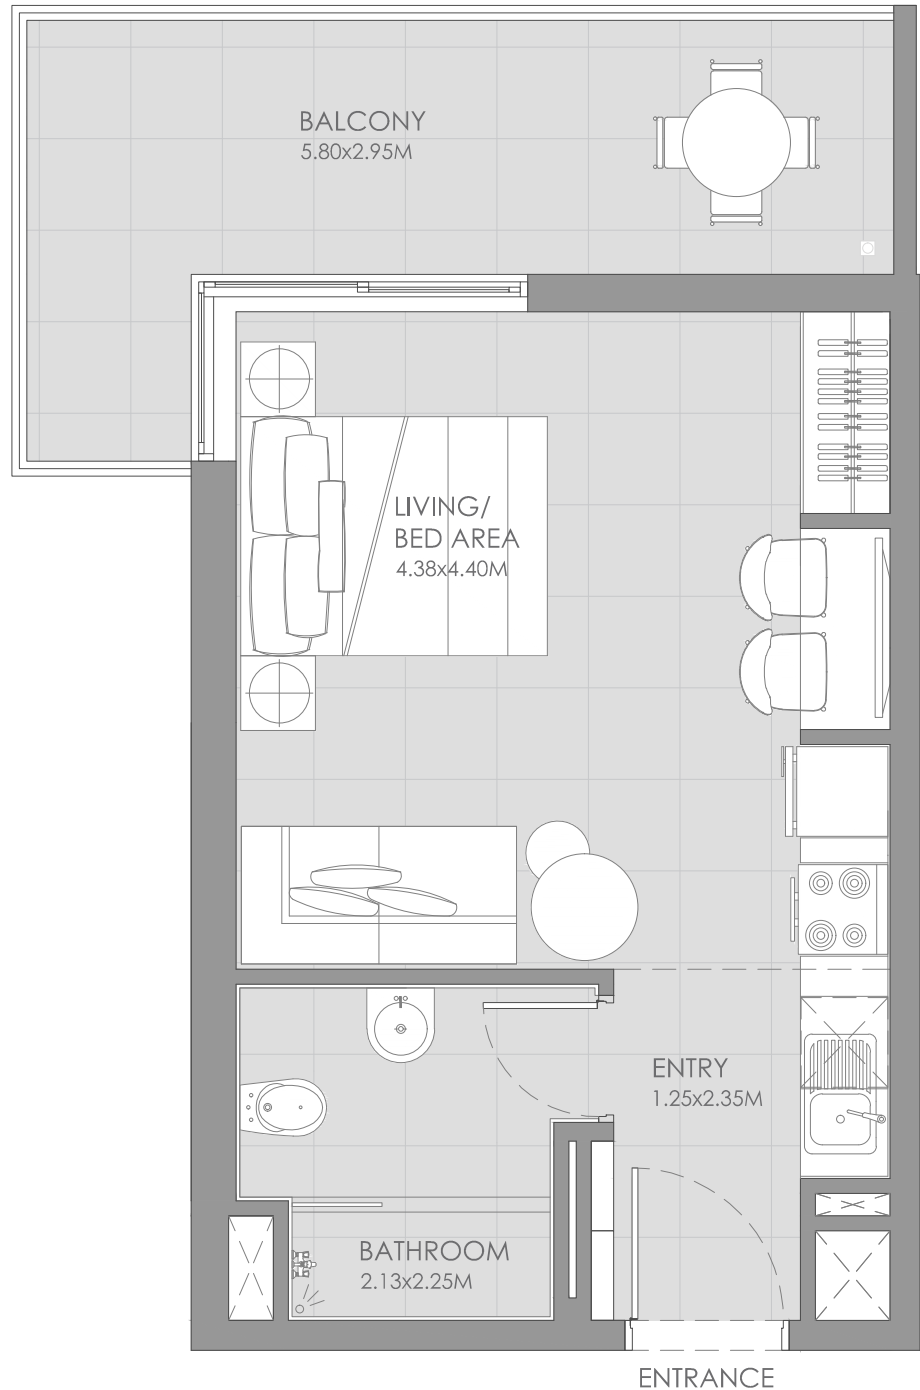 BALCONY
5.80x2.95M
LIVING/
BED AREA
4.38x4.40M
ENTRY
1.25x2.35M
BATHROOM
2.13x2.25M
ENTRANCE